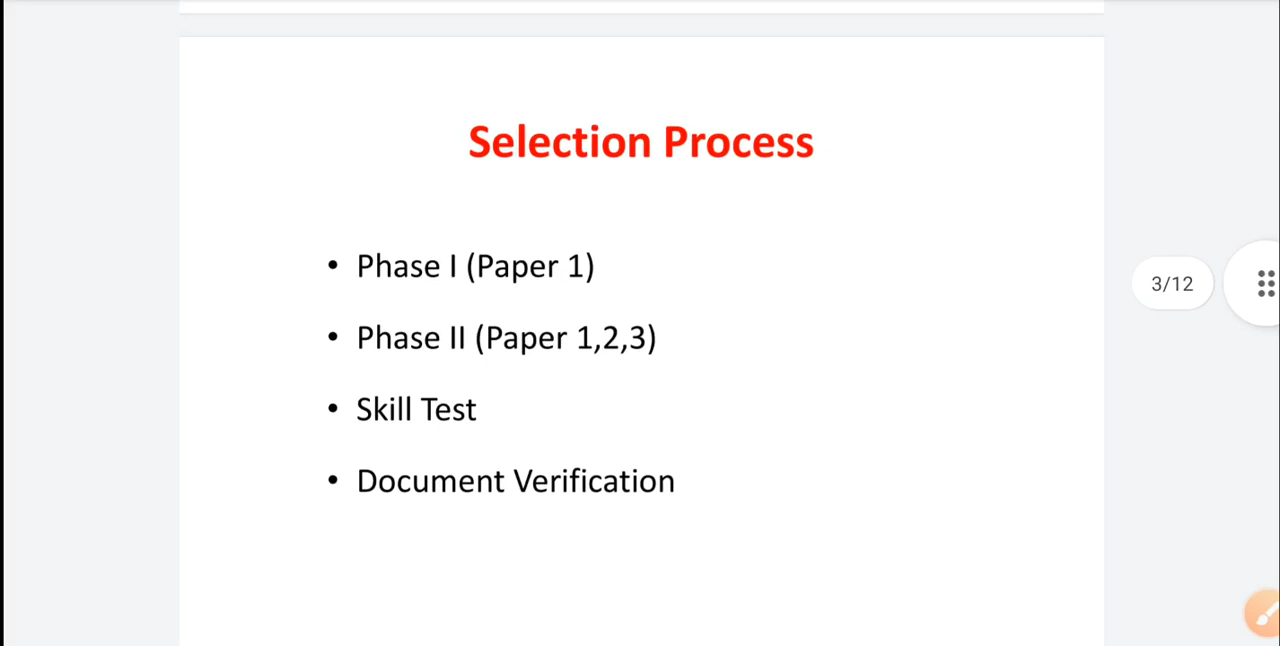 Selection Process
• Phase I (Paper 1)
• Phase II (Paper 1,2,3)
• Skill Test
• Document Verification
3/12